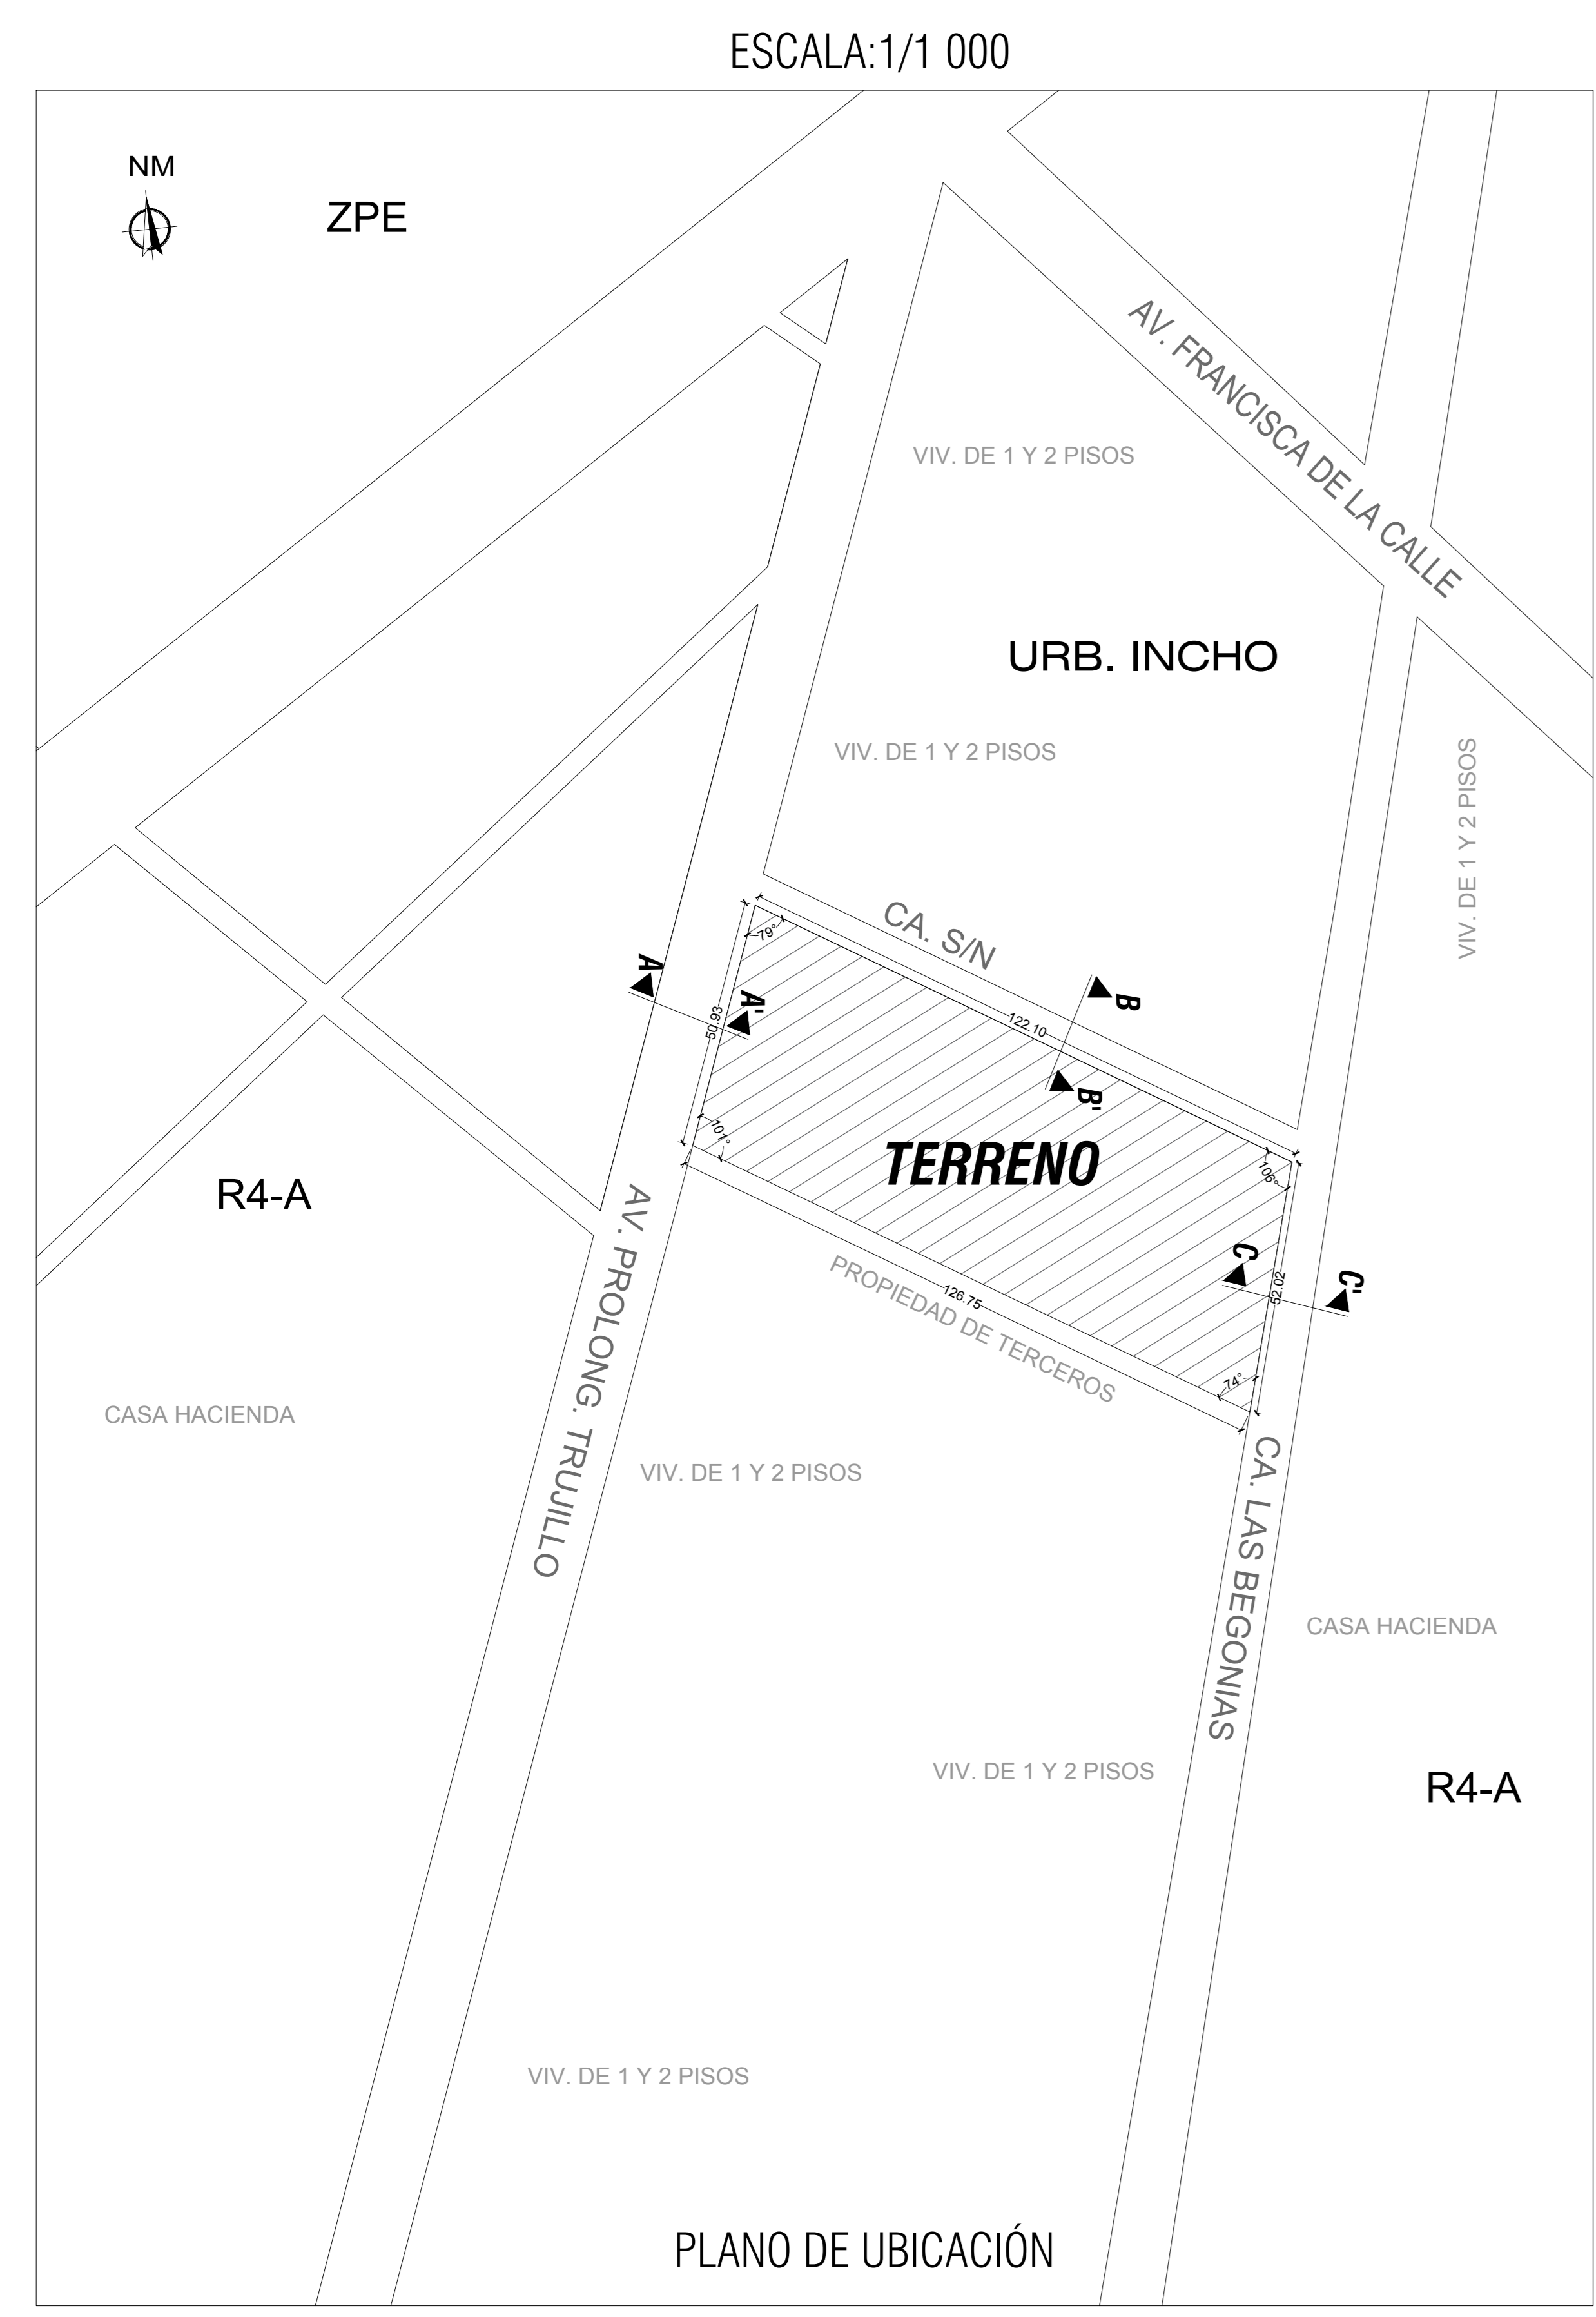 ESCALA:1/1 000
NM
ZPE
AV. FRANCISCA DE LA CALLE
VIV. DE 1 Y 2 PISOS
URB. INCHO
VIV. DE 1 Y 2 PISOS
VIV. DE 1 Y 2 PISOS
CA. S/N
79°
A
A'
50.93
122.10
B
B'
101°
TERRENO
106°
R4-A
AV. PROLONG. TRUJILLO
C
C'
52.02
126.75
PROPIEDAD DE TERCEROS
74°
CASA HACIENDA
VIV. DE 1 Y 2 PISOS
CA. LAS BEGONIAS
CASA HACIENDA
VIV. DE 1 Y 2 PISOS
R4-A
VIV. DE 1 Y 2 PISOS
PLANO DE UBICACIÓN